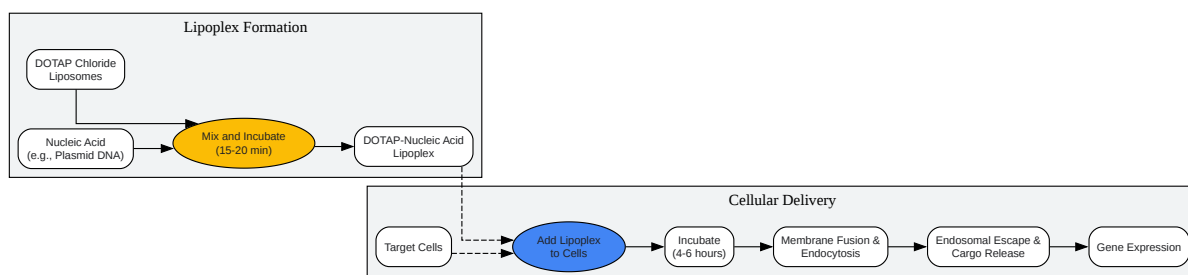 Lipoplex Formation
DOTAP Chloride
Liposomes
Nucleic Acid
(e.g., Plasmid DNA)
Mix and Incubate
(15-20 min)
DOTAP-Nucleic Acid
Lipoplex
Cellular Delivery
Target Cells
Add Lipoplex
to Cells
Incubate
(4-6 hours)
Membrane Fusion &
Endocytosis
Endosomal Escape &
Cargo Release
Gene Expression